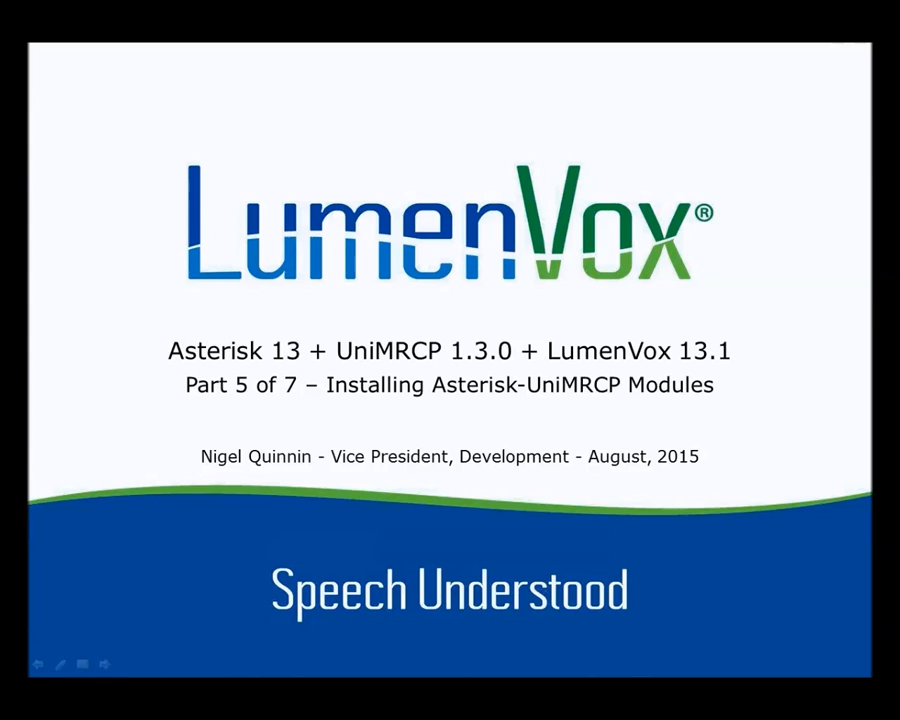 LumenVox®
Asterisk 13 + UniMRCP 1.3.0 + LumenVox 13.1
Part 5 of 7 – Installing Asterisk-UniMRCP Modules
Nigel Quinnin - Vice President, Development - August, 2015
Speech Understood